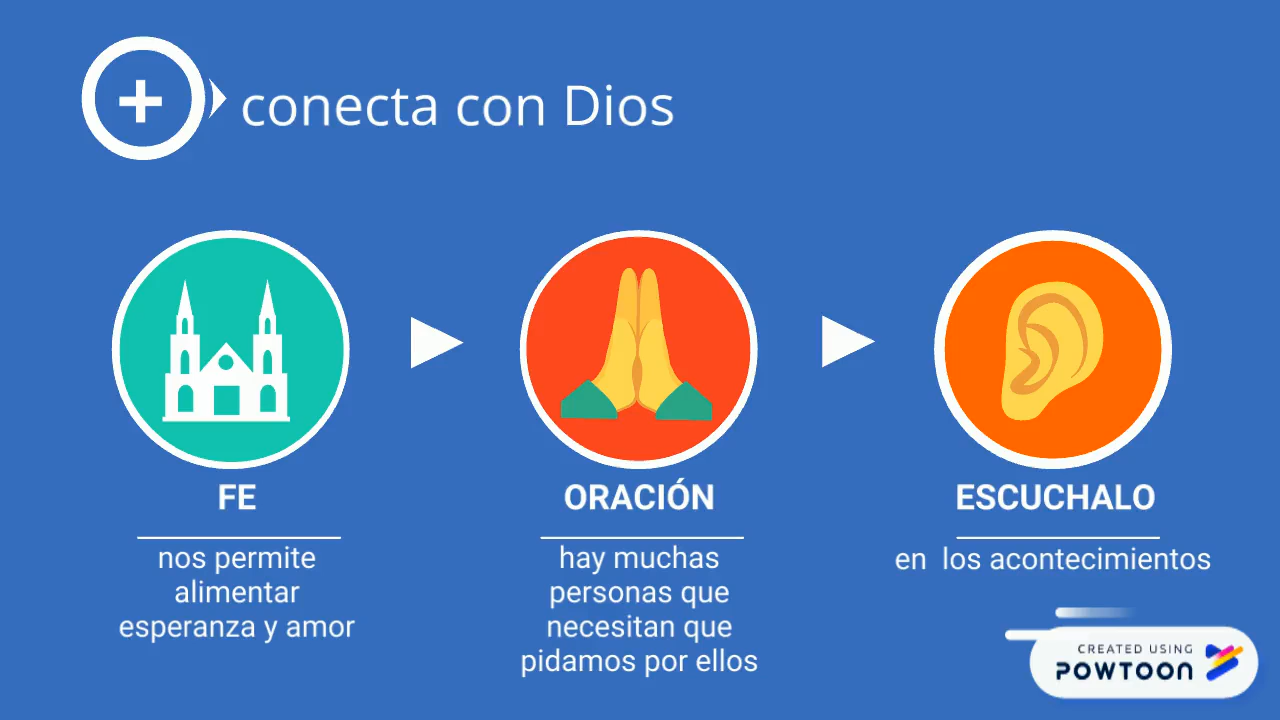 conecta con Dios
FE
nos permite
alimentar
esperanza y amor
ORACIÓN
hay muchas
personas que
necesitan que
pidamos por ellos
ESCUCHALO
en los acontecimientos
CREATED USING
POWTOON